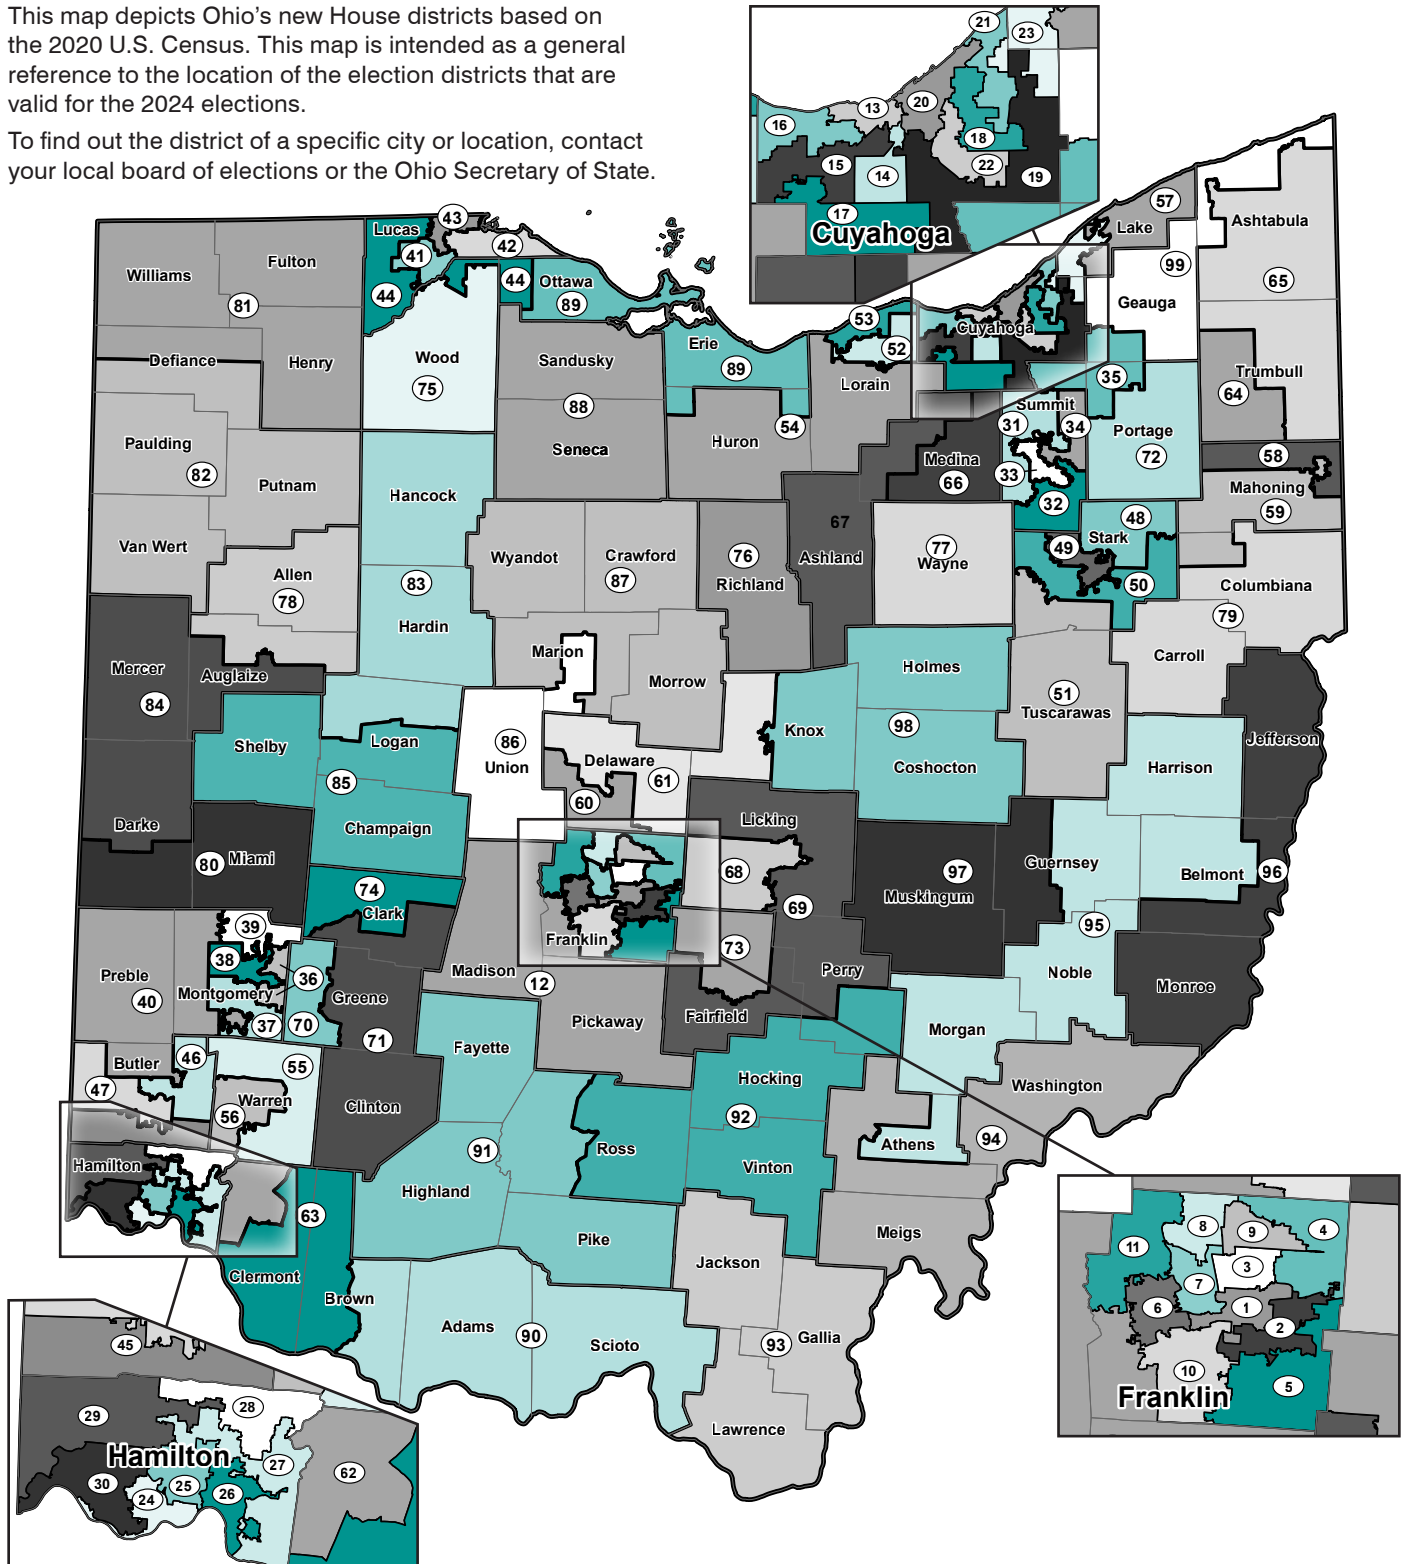 This map depicts Ohio’s new House districts based on
the 2020 U.S. Census. This map is intended as a general
reference to the location of the election districts that are
valid for the 2024 elections.
To find out the district of a specific city or location, contact
your local board of elections or the Ohio Secretary of State.
21
23
13
20
16
18
15
14
22
19
17
Cuyahoga
57
Lake
Ashtabula
43
Lucas
42
41
99
Fulton
Williams
44
44
Ottawa
89
65
Geauga
81
53
Cuyahoga
Erie
52
Wood
75
Sandusky
Defiance
Henry
89
Lorain
35
Trumbull
64
88
Summit
31
34
54
Portage
72
Paulding
82
Huron
Seneca
Medina
66
58
33
Putnam
Hancock
Mahoning
59
32
48
67
Stark
Van Wert
Wyandot
Crawford
87
76
Richland
Ashland
77
Wayne
49
Allen
78
83
50
Columbiana
79
Hardin
Marion
Carroll
Mercer
Auglaize
Holmes
Morrow
84
51
Tuscarawas
98
Knox
Shelby
Logan
86
Union
Jefferson
Delaware
61
Coshocton
Harrison
85
60
Licking
Darke
Champaign
Miami
80
Guernsey
68
97
Muskingum
Belmont
96
74
Clark
69
39
95
Franklin
73
38
Preble
40
36
Madison
Perry
Noble
Montgomery
Greene
12
Monroe
37
70
Pickaway
Fairfield
Morgan
71
Fayette
Butler
46
55
Hocking
47
Washington
Warren
56
Clinton
92
94
Athens
Ross
91
Hamilton
Vinton
Highland
63
Meigs
Pike
8
9
4
11
Jackson
3
Clermont
7
Brown
6
1
2
Adams
90
Scioto
93
Gallia
45
10
5
Franklin
28
29
Lawrence
Hamilton
27
62
30
25
24
26